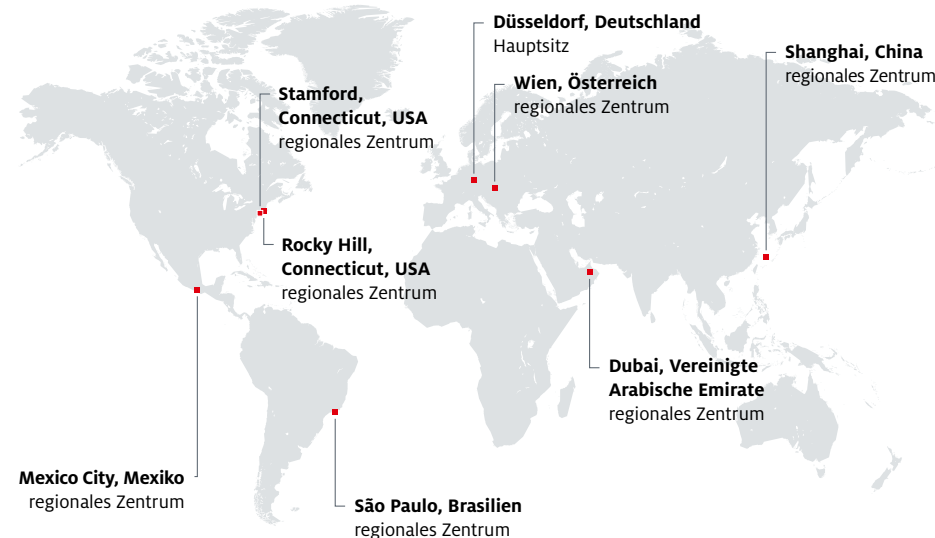 Düsseldorf, Deutschland
Hauptsitz
Shanghai, China
regionales Zentrum
Wien, Österreich
regionales Zentrum
Stamford,
Connecticut, USA
regionales Zentrum
Rocky Hill,
Connecticut, USA
regionales Zentrum
Dubai, Vereinigte
Arabische Emirate
regionales Zentrum
Mexico City, Mexiko
regionales Zentrum
São Paulo, Brasilien
regionales Zentrum